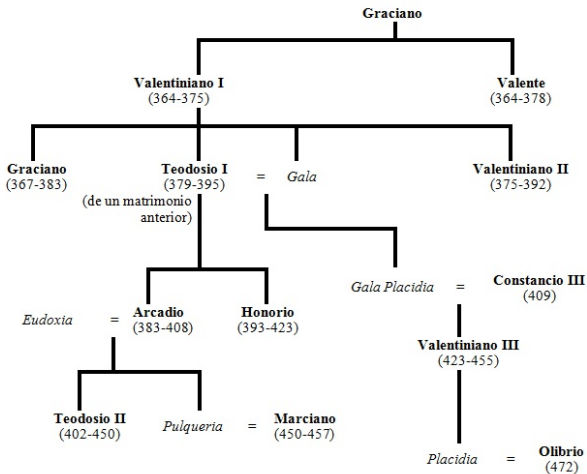 Graciano
Valentiniano I
(364-375)
Valente
(364-378)
Graciano
(367-383)
Teodosio I
(379-395)
(de un matrimonio
anterior)
=
Gala
Valentiniano II
(375-392)
Gala Placidia
=
Constancio III
(409)
Eudoxia
=
Arcadio
(383-408)
Honorio
(393-423)
Valentiniano III
(423-455)
Teodosio II
(402-450)
Pulqueria
=
Marciano
(450-457)
Placidia
=
Olibrio
(472)